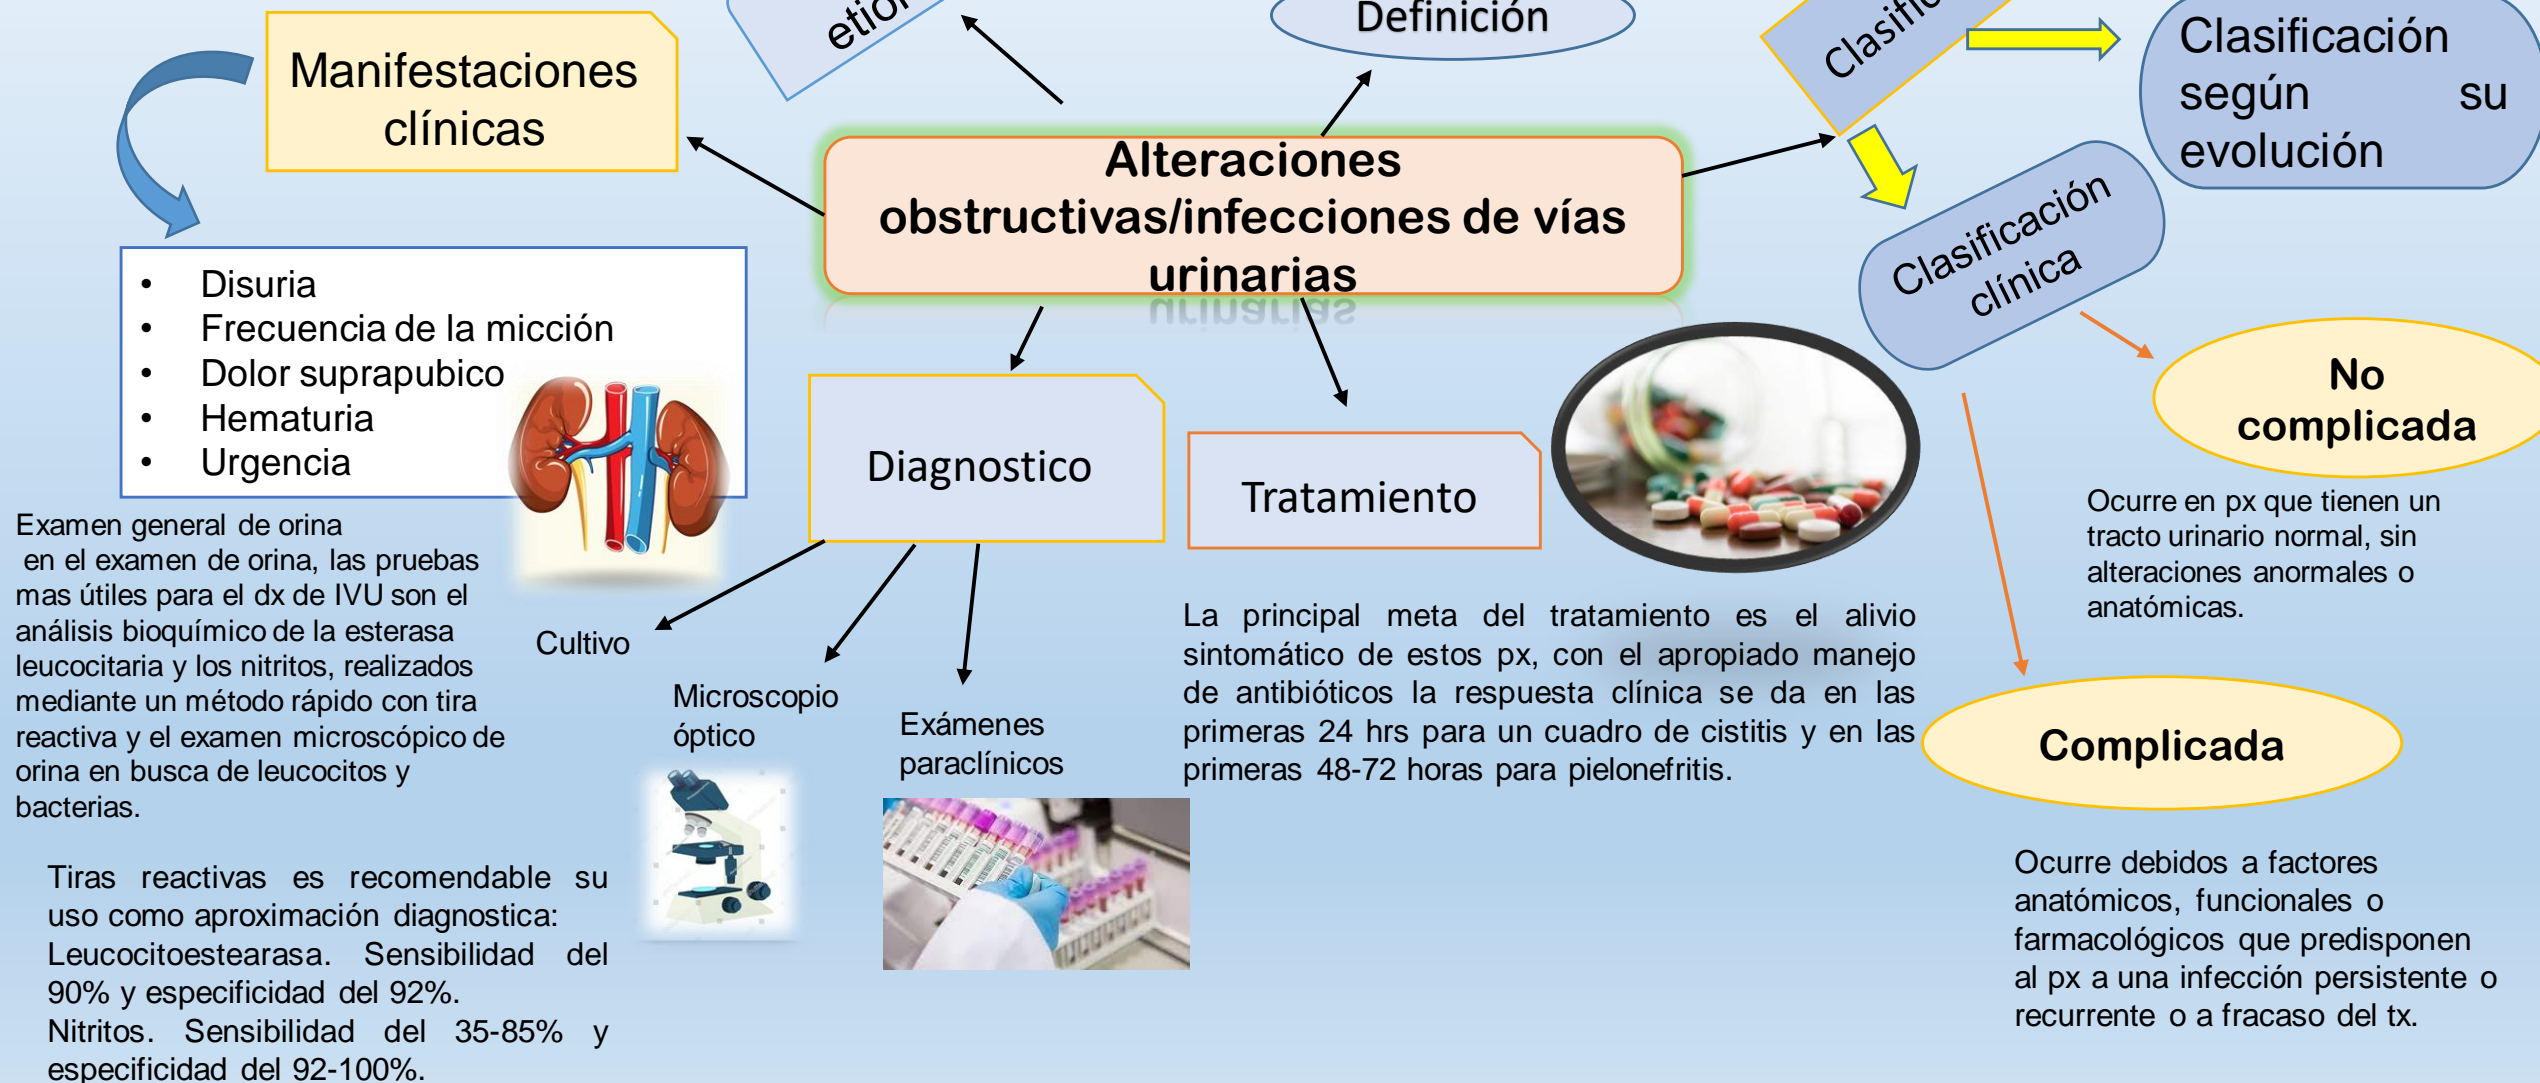 Manifestaciones
clínicas
Definición
Clasificación
según su
evolución
Alteraciones
obstructivas/infecciones de vías
urinarias
Clasificación
clínica
• Disuria
• Frecuencia de la micción
• Dolor suprapubico
• Hematuria
• Urgencia
Diagnostico
Tratamiento
No
complicada
Ocurre en px que tienen un
tracto urinario normal, sin
alteraciones anormales o
anatómicas.
Examen general de orina
en el examen de orina, las pruebas
mas útiles para el dx de IVU son el
análisis bioquímico de la esterasa
leucocitaria y los nitritos, realizados
mediante un método rápido con tira
reactiva y el examen microscópico de
orina en busca de leucocitos y
bacterias.
Cultivo
Microscopio
óptico
Exámenes
paraclínicos
La principal meta del tratamiento es el alivio
sintomático de estos px, con el apropiado manejo
de antibióticos la respuesta clínica se da en las
primeras 24 hrs para un cuadro de cistitis y en las
primeras 48-72 horas para pielonefritis.
Complicada
Ocurre debidos a factores
anatómicos, funcionales o
farmacológicos que predisponen
al px a una infección persistente o
recurrente o a fracaso del tx.
Tiras reactivas es recomendable su
uso como aproximación diagnostica:
Leucocitoestearasa. Sensibilidad del
90% y especificidad del 92%.
Nitritos. Sensibilidad del 35-85% y
especificidad del 92-100%.